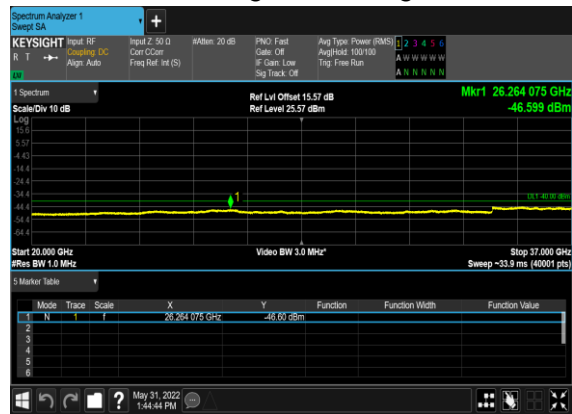 Spectrum Analyzer 1
Swept SA
KEYSIGHT Input: RF Input Z: 50 Ω #Atten: 20 dB PNO: Fast Avg Type: Power (RMS) 1 2 3 4 5 6
R T Coupling: DC Corr CCorr Gate: Off Avg|Hold: 100/100 A W W W W W
Align: Auto Freq Ref: Int (S) IF Gain: Low Trig: Free Run
Sig Track: Off A N N N N N
1 Spectrum Ref Lvl Offset 15.57 dB Mkr1 26.264 075 GHz
Scale/Div 10 dB Ref Level 25.57 dBm -46.599 dBm
Log
15.6
5.57
-4.43
-14.4
-24.4
-34.4
-44.4
-54.4
-64.4
1
DL1 -40.00 dBm
Start 20.000 GHz Video BW 3.0 MHz* Stop 37.000 GHz
#Res BW 1.0 MHz Sweep ~33.9 ms (40001 pts)
5 Marker Table
Mode Trace Scale X Y Function Function Width Function Value
1 N 1 f 26.264 075 GHz -46.60 dBm
2
3
4
5
6
? May 31, 2022
1:44:44 PM